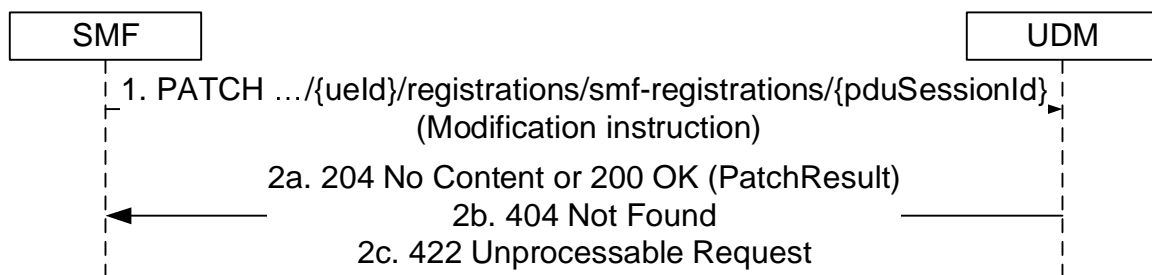 SMF
UDM
1. PATCH …/{ueId}/registrations/smf-registrations/{pduSessionId}
(Modification instruction)
2a. 204 No Content or 200 OK (PatchResult)
2b. 404 Not Found
2c. 422 Unprocessable Request